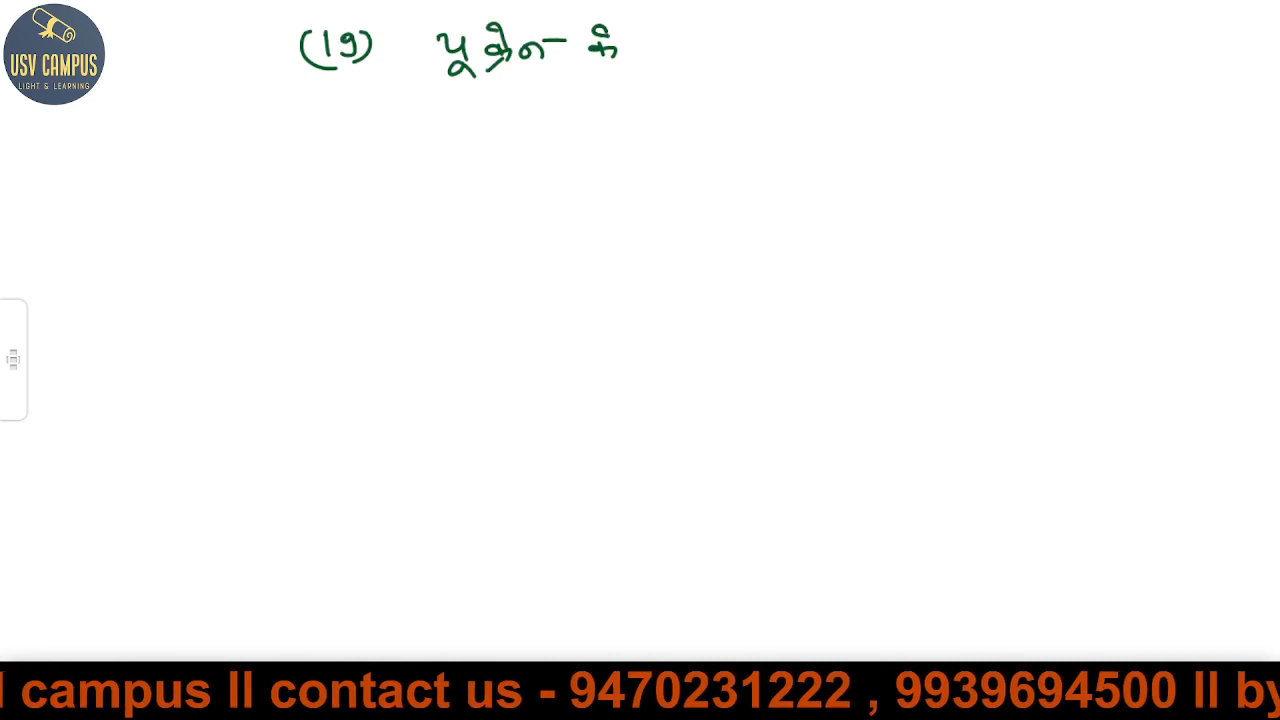 USV CAMPUS
LIGHT & LEARNING
(19) यूक्रेन - कि
l campus ll contact us - 9470231222 , 9939694500 ll by